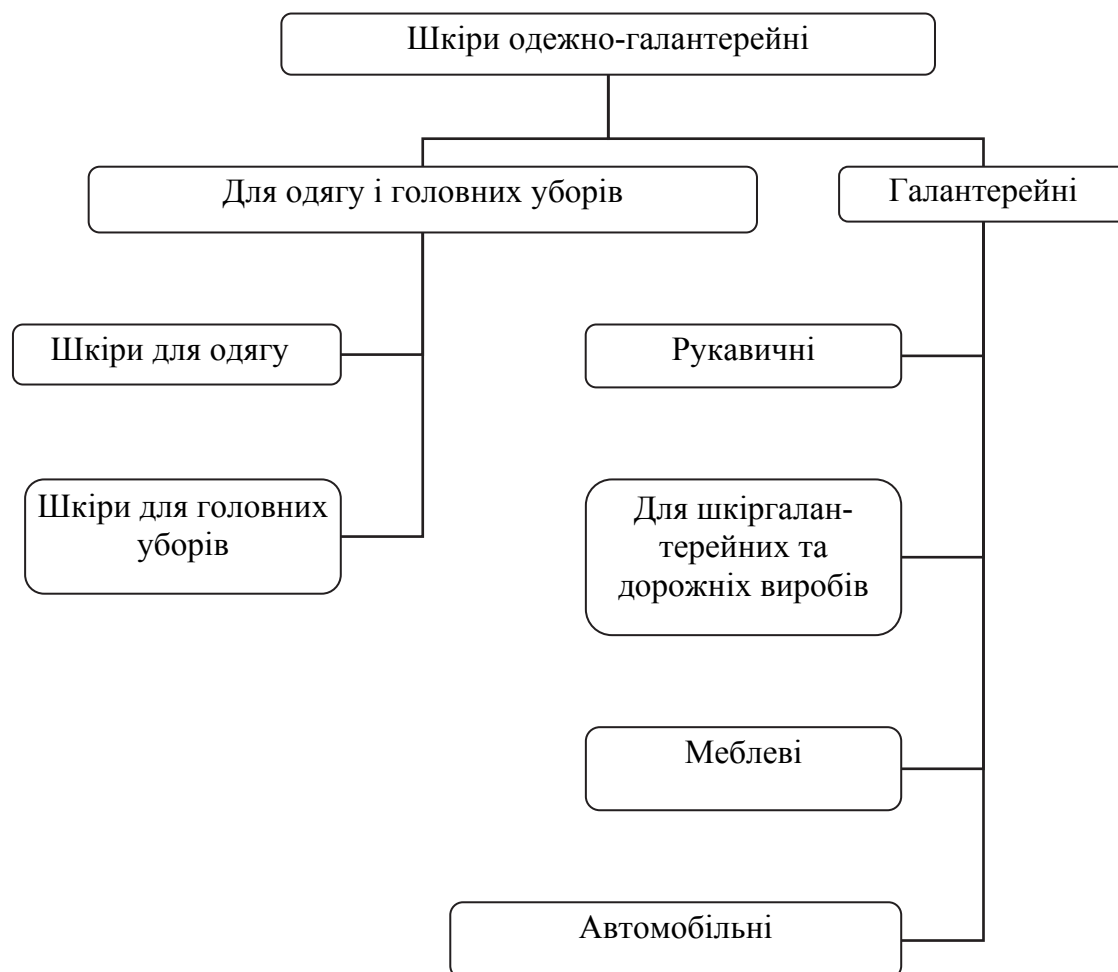 Шкіри одежно-галантерейні
Для одягу і головних уборів
Галантерейні
Шкіри для одягу
Рукавичні
Шкіри для головних
уборів
Для шкіргалан-
терейних та
дорожніх виробів
Меблеві
Автомобільні